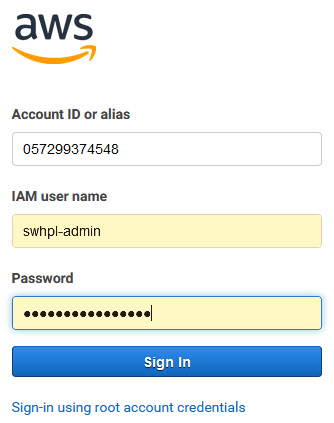 aws
Account ID or alias
057299374548
IAM user name
swhpl-admin
Password
••••••••••••••••
Sign In
Sign-in using root account credentials